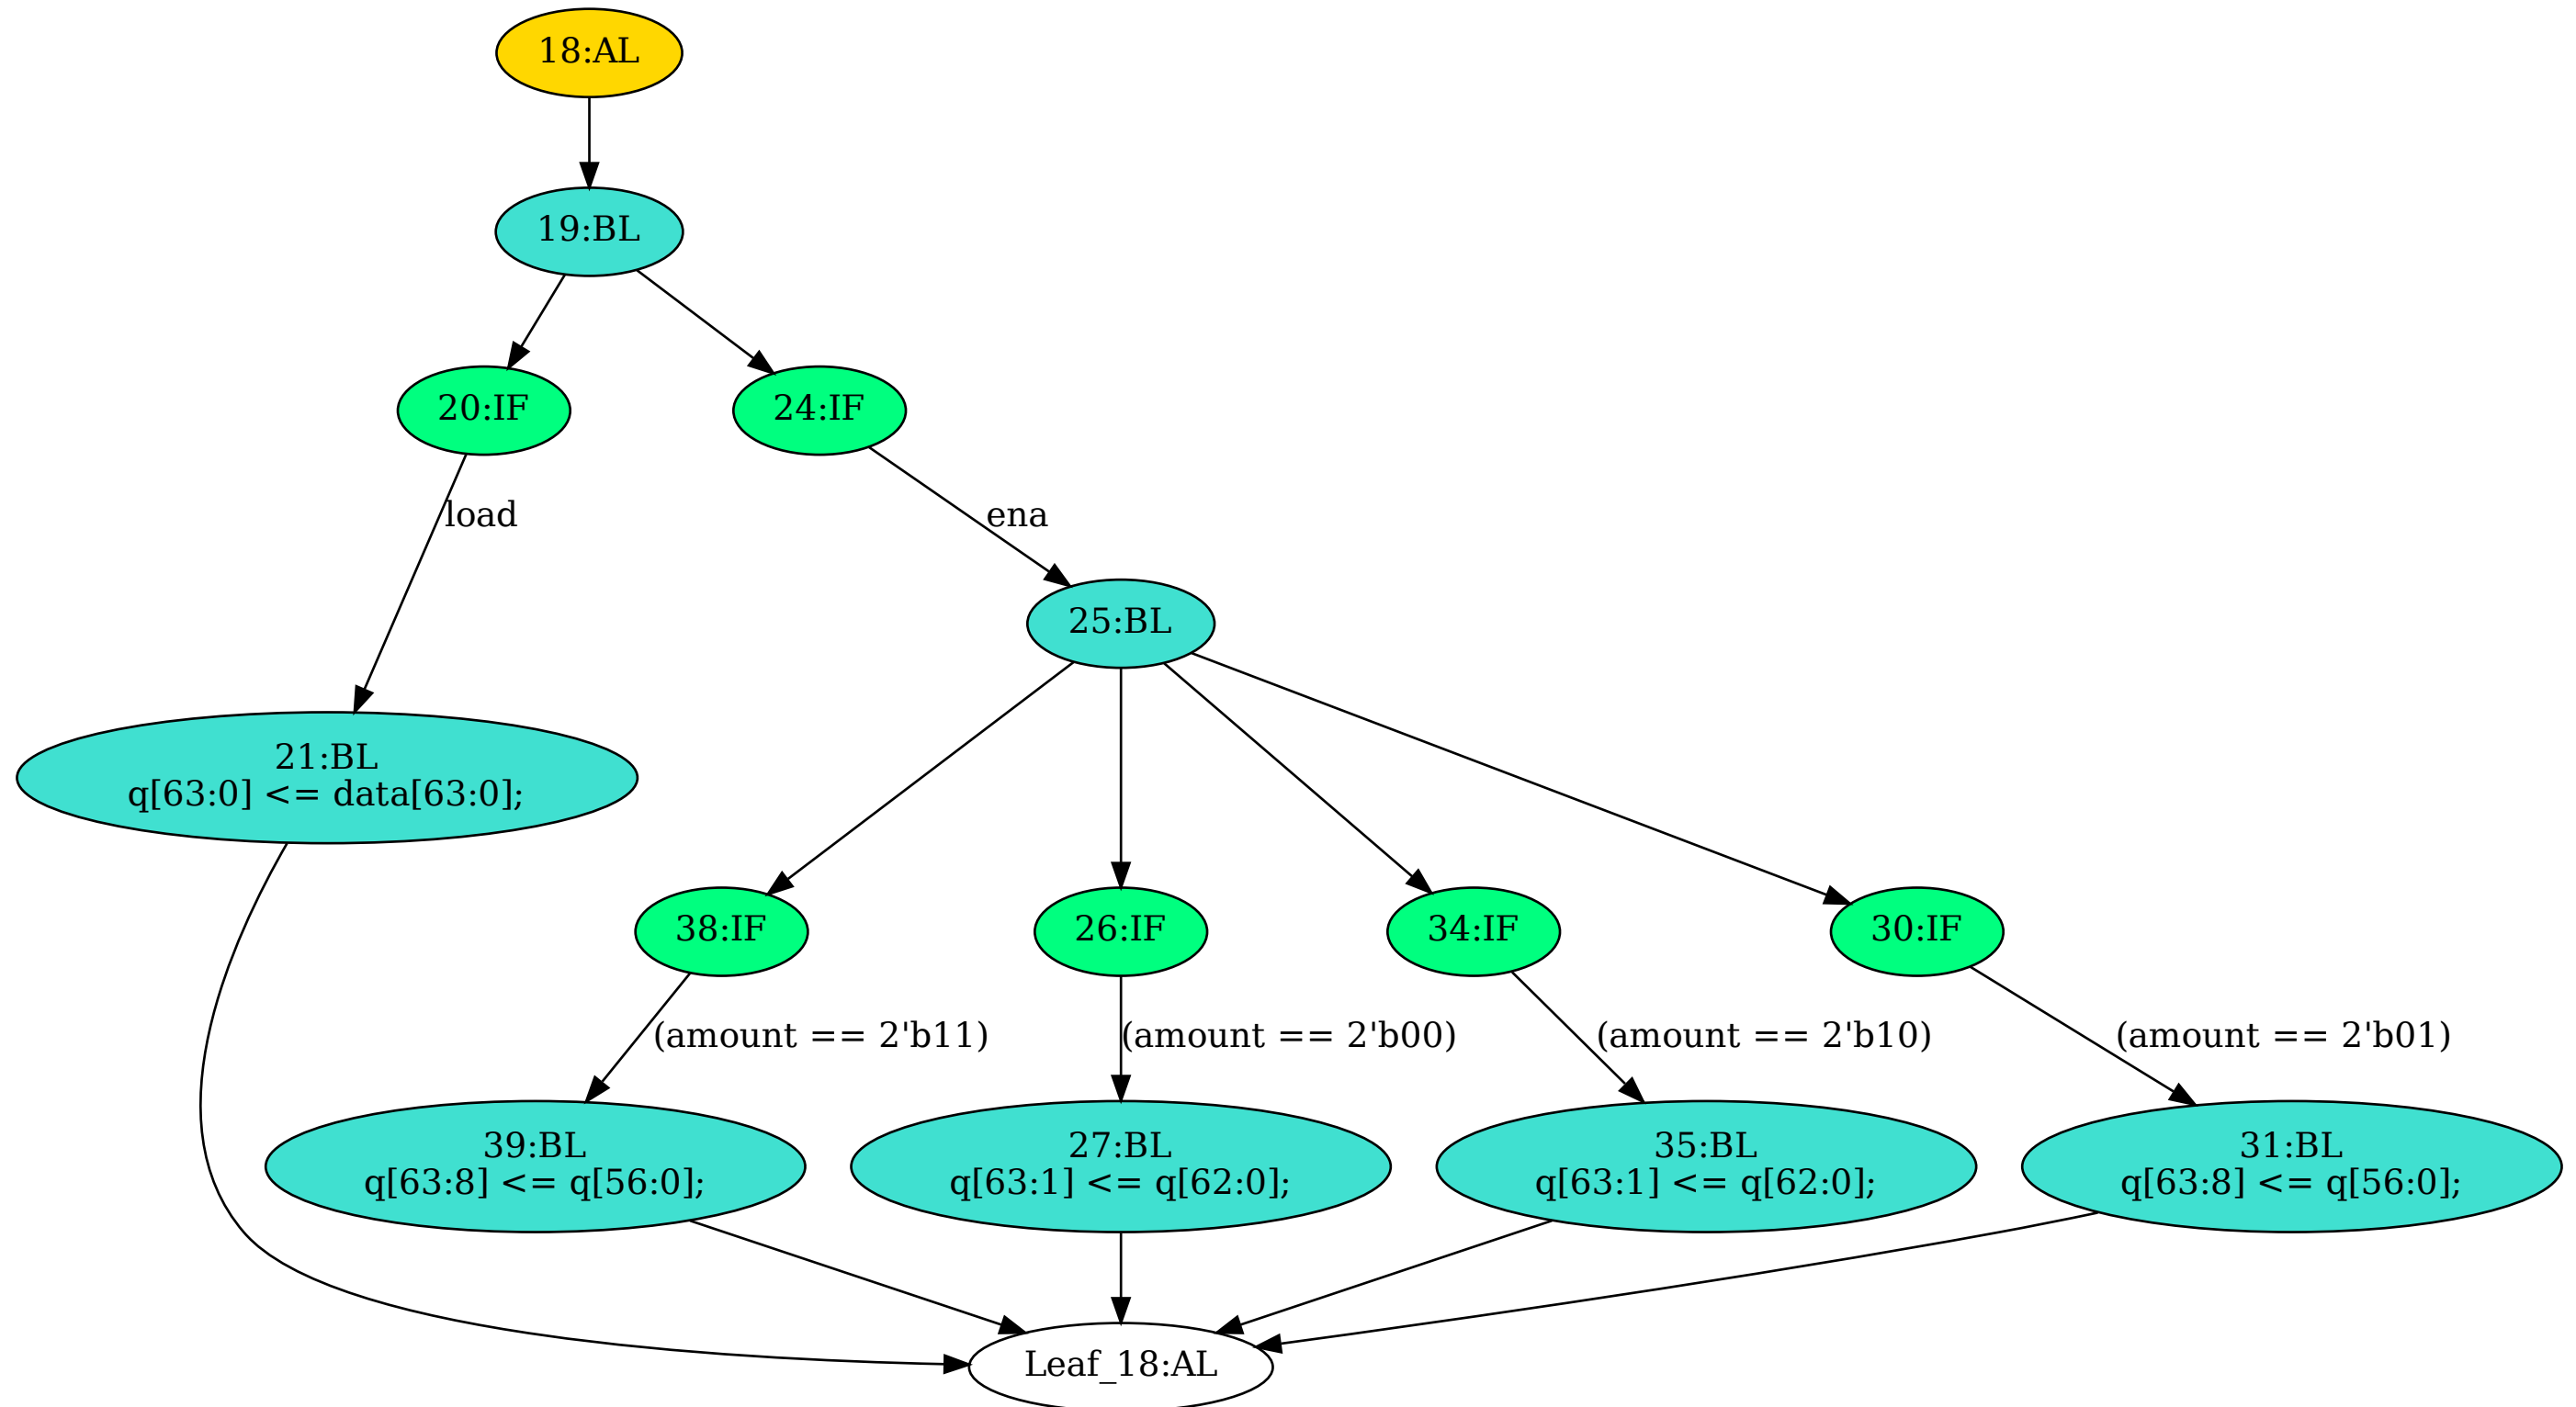 18:AL
19:BL
20:IF
24:IF
load
ena
25:BL
21:BL
q[63:0] <= data[63:0];
38:IF
26:IF
34:IF
30:IF
(amount == 2'b11)
(amount == 2'b00)
(amount == 2'b10)
(amount == 2'b01)
39:BL
q[63:8] <= q[56:0];
27:BL
q[63:1] <= q[62:0];
35:BL
q[63:1] <= q[62:0];
31:BL
q[63:8] <= q[56:0];
Leaf_18:AL